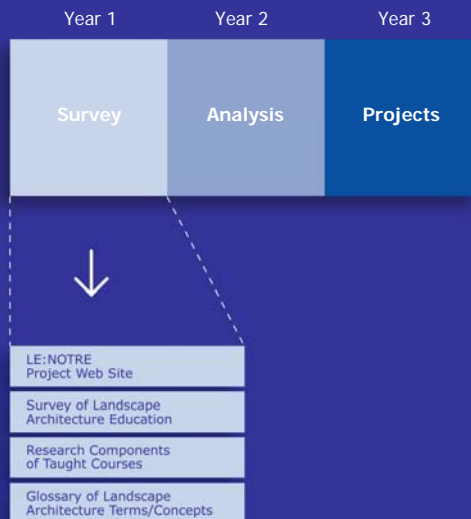 Year 1 Year 2 Year 3
Survey Analysis Projects
LE:NOTRE
Project Web Site
Survey of Landscape
Architecture Education
Research Components
of Taught Courses
Glossary of Landscape
Architecture Terms/Concepts